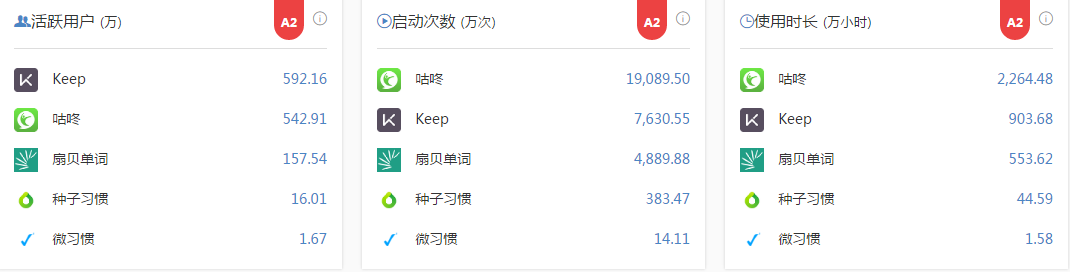 活跃用户 (万) A2
Keep 592.16
咕咚 542.91
扇贝单词 157.54
种子习惯 16.01
微习惯 1.67
启动次数 (万次) A2
咕咚 19,089.50
Keep 7,630.55
扇贝单词 4,889.88
种子习惯 383.47
微习惯 14.11
使用时长 (万小时) A2
咕咚 2,264.48
Keep 903.68
扇贝单词 553.62
种子习惯 44.59
微习惯 1.58